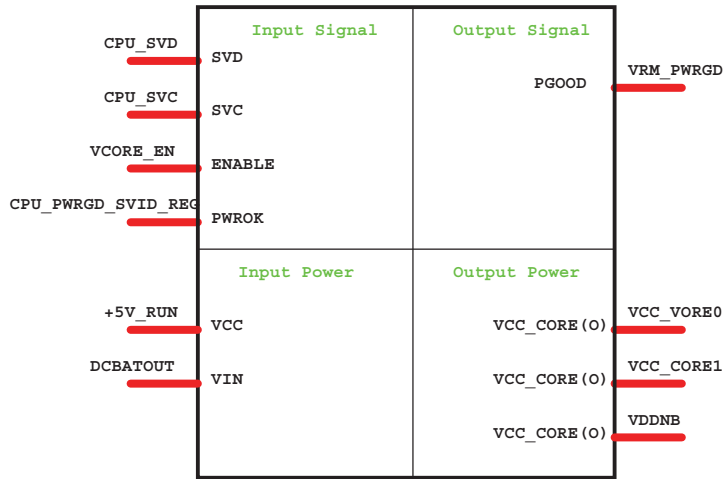 Input Signal
Output Signal
CPU_SVD
SVD
VRM_PWRGD
PGOOD
CPU_SVC
SVC
VCORE_EN
ENABLE
CPU_PWRGD_SVID_REG
PWROK
Input Power
Output Power
+5V_RUN
VCC
VCC_CORE(O)
VCC_VORE0
DCBATOUT
VIN
VCC_CORE(O)
VCC_CORE1
VCC_CORE(O)
VDDNB